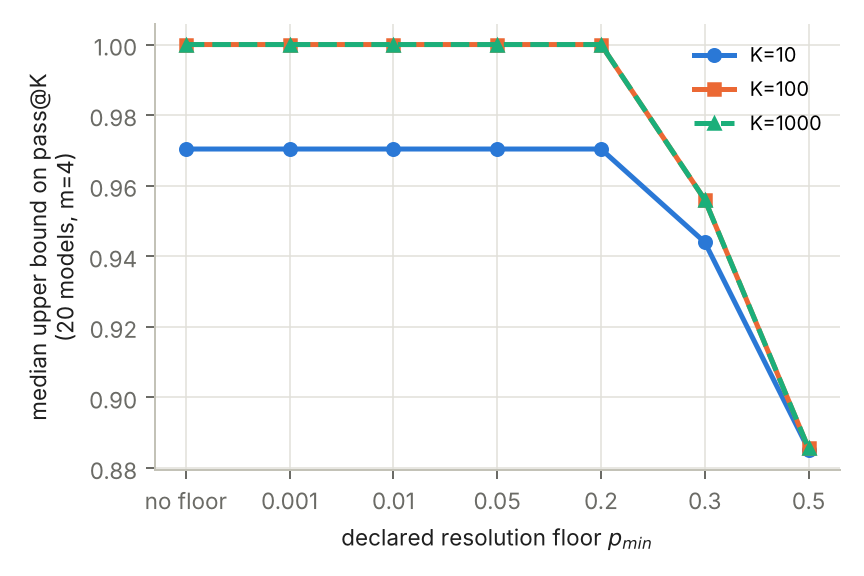 median upper bound on pass@K
(20 models, m=4)
1.00
0.98
0.96
0.94
0.92
0.90
0.88
K=10
K=100
K=1000
no floor 0.001 0.01 0.05 0.2 0.3 0.5
declared resolution floor p_min